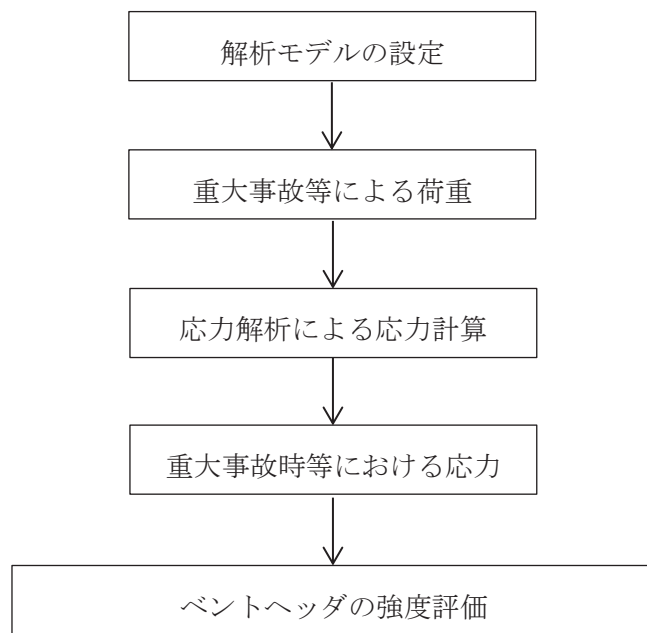 解析モデルの設定
重大事故等による荷重
応力解析による応力計算
重大事故時等における応力
ベントヘッダの強度評価